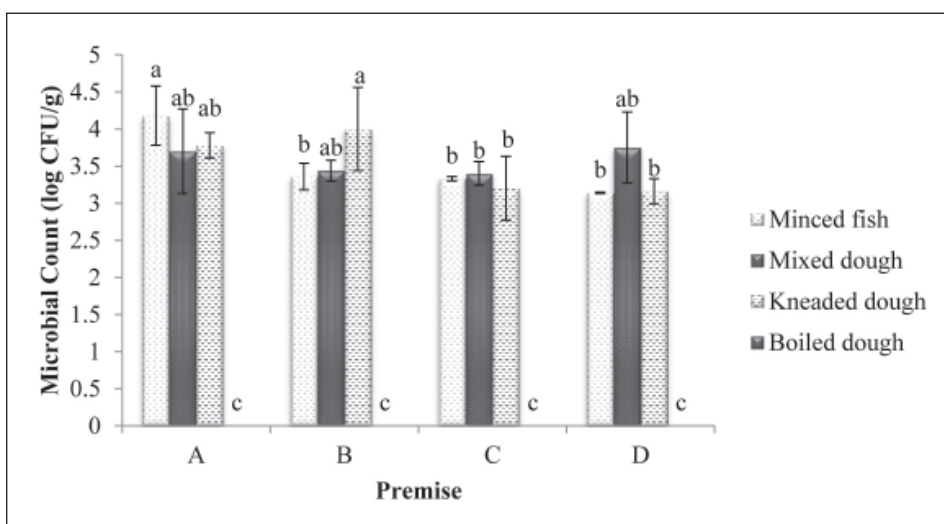 Microbial Count (log CFU/g)
5
4.5
4
3.5
3
2.5
2
1.5
1
0.5
0
a
ab
ab
c
b
ab
a
c
b
b
b
c
b
ab
b
c
A
B
C
D
Premise
Minced fish
Mixed dough
Kneaded dough
Boiled dough